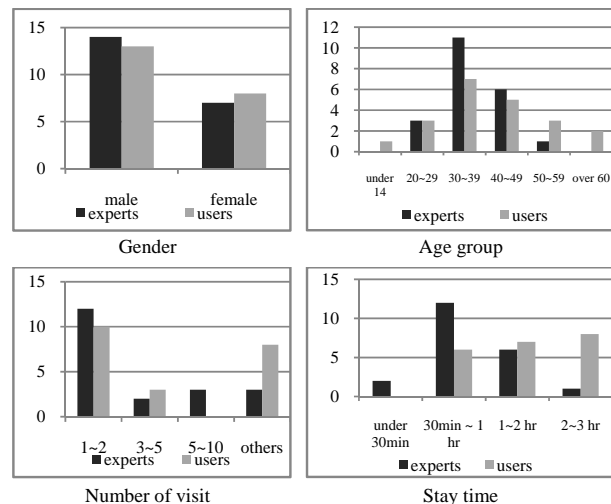 15
10
5
0
male female
experts users
Gender
12
10
8
6
4
2
0
under 14 20~29 30~39 40~49 50~59 over 60
experts users
Age group
15
10
5
0
1~2 3~5 5~10 others
experts users
Number of visit
15
10
5
0
under 30min 30min ~ 1 hr 1~2 hr 2~3 hr
experts users
Stay time